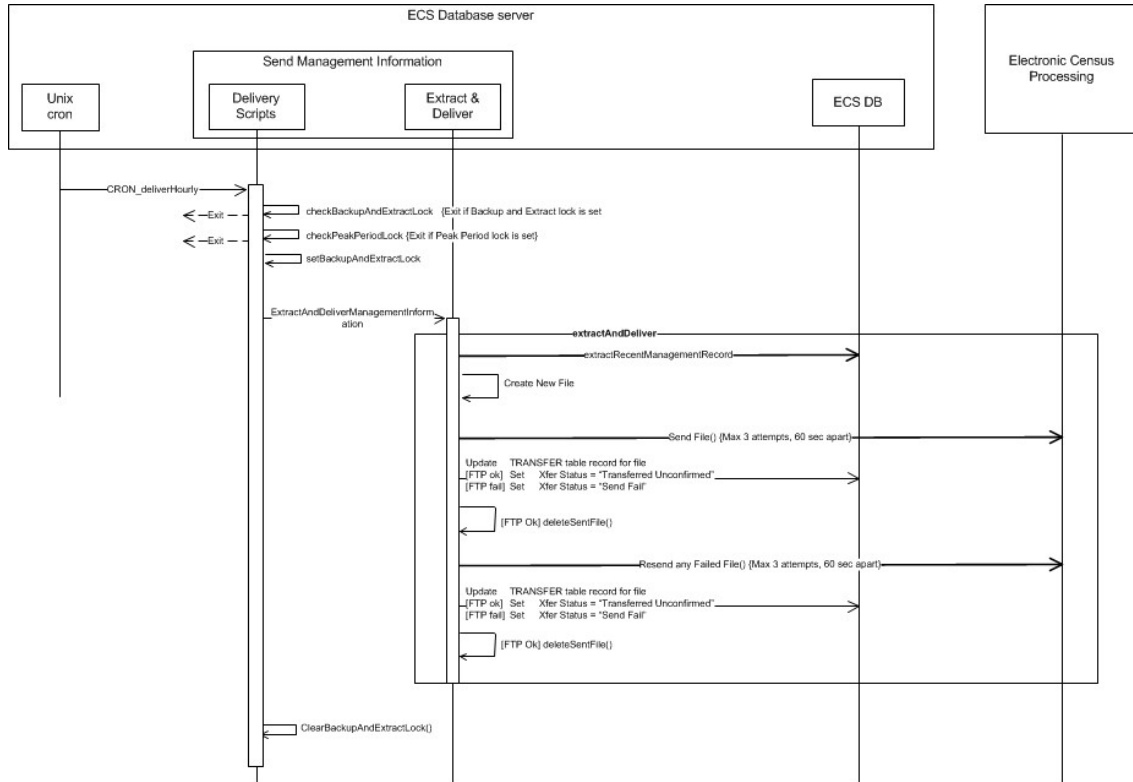 ECS Database server
Send Management Information
Electronic Census
Processing
Unix
cron
Delivery
Scripts
Extract &
Deliver
ECS DB
CRON_deliverHourly
Exit
checkBackupAndExtractLock {Exit if Backup and Extract lock is set
Exit
checkPeakPeriodLock {Exit if Peak Period lock is set}
setBackupAndExtractLock
ExtractAndDeliverManagementInform
ation
extractAndDeliver
extractRecentManagementRecord
Create New File
Send File() {Max 3 attempts, 60 sec apart}
Update TRANSFER table record for file
[FTP ok] Set Xfer Status = "Transferred Unconfirmed"
[FTP fail] Set Xfer Status = "Send Fail"
[FTP Ok] deleteSentFile()
Resend any Failed File() {Max 3 attempts, 60 sec apart}
Update TRANSFER table record for file
[FTP ok] Set Xfer Status = "Transferred Unconfirmed"
[FTP fail] Set Xfer Status = "Send Fail"
[FTP Ok] deleteSentFile()
ClearBackupAndExtractLock()